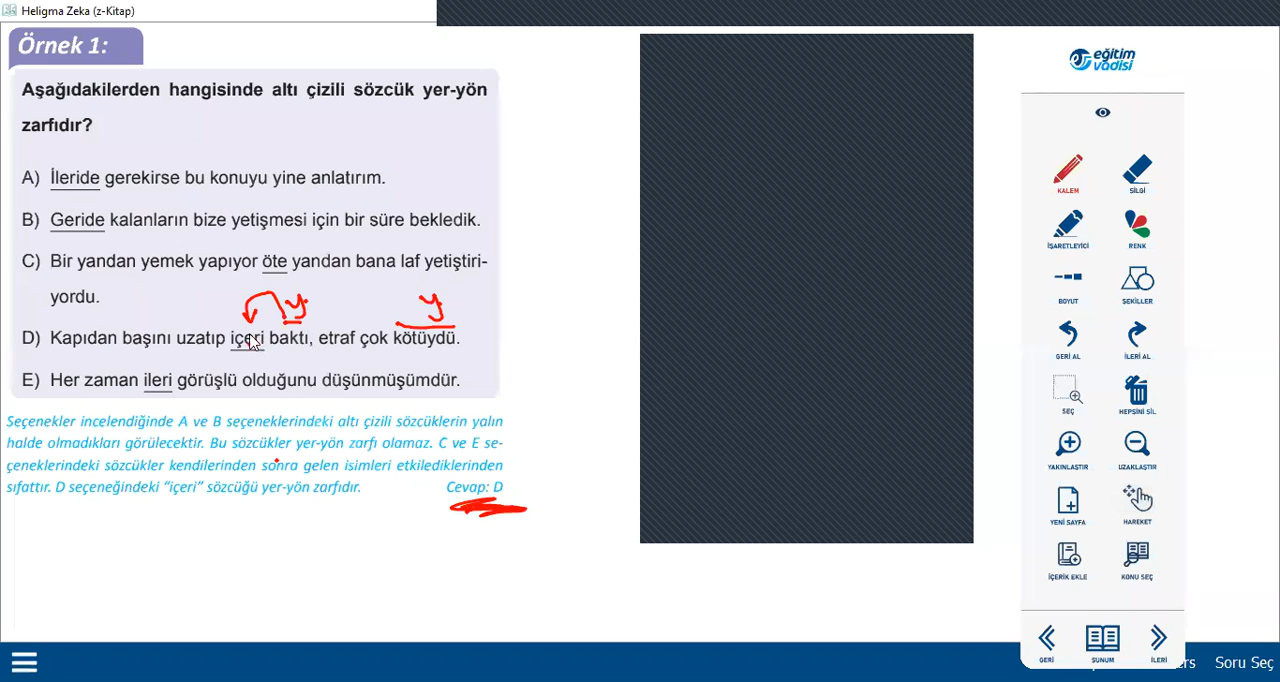 Heligma Zeka (z-Kitap)
Örnek 1:
Aşağıdakilerden hangisinde altı çizili sözcük yer-yön
zarfıdır?
A) İleride gerekirse bu konuyu yine anlatırım.
B) Geride kalanların bize yetişmesi için bir süre bekledik.
C) Bir yandan yemek yapıyor öte yandan bana laf yetiştiri-
yordu.
y y
D) Kapıdan başını uzatıp içeri baktı, etraf çok kötüydü.
E) Her zaman ileri görüşlü olduğunu düşünmüşümdür.
Seçenekler incelendiğinde A ve B seçeneklerindeki altı çizili sözcüklerin yalın
halde olmadıkları görülecektir. Bu sözcükler yer-yön zarfı olamaz. C ve E se-
çeneklerindeki sözcükler kendilerinden sonra gelen isimleri etkilediklerinden
sıfattır. D seçeneğindeki “içeri” sözcüğü yer-yön zarfıdır. Cevap: D
eğitim
vadisi
KALEM SİLGİ
İŞARETLEYİCİ RENK
BOYUT ŞEKİLLER
GERİ AL İLERİ AL
SEÇ HEPSİNİ SİL
YAKINLAŞTIR UZAKLAŞTIR
YENİ SAYFA HAREKET
İÇERİK EKLE KONU SEÇ
GERİ ŞUNUM İLERİ
ers Soru Seç